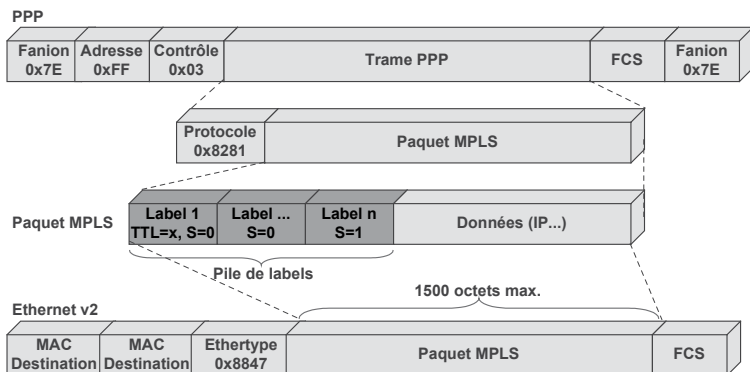 PPP
Fanion Adresse Contrôle Trame PPP FCS Fanion
0x7E 0xFF 0x03 0x7E
Protocole Paquet MPLS
0x8281
Paquet MPLS
Label 1 Label ... Label n Données (IP...)
TTL=x, S=0 S=0 S=1
Pile de labels
1500 octets max.
Ethernet v2
MAC MAC Ethertype Paquet MPLS FCS
Destination Destination 0x8847